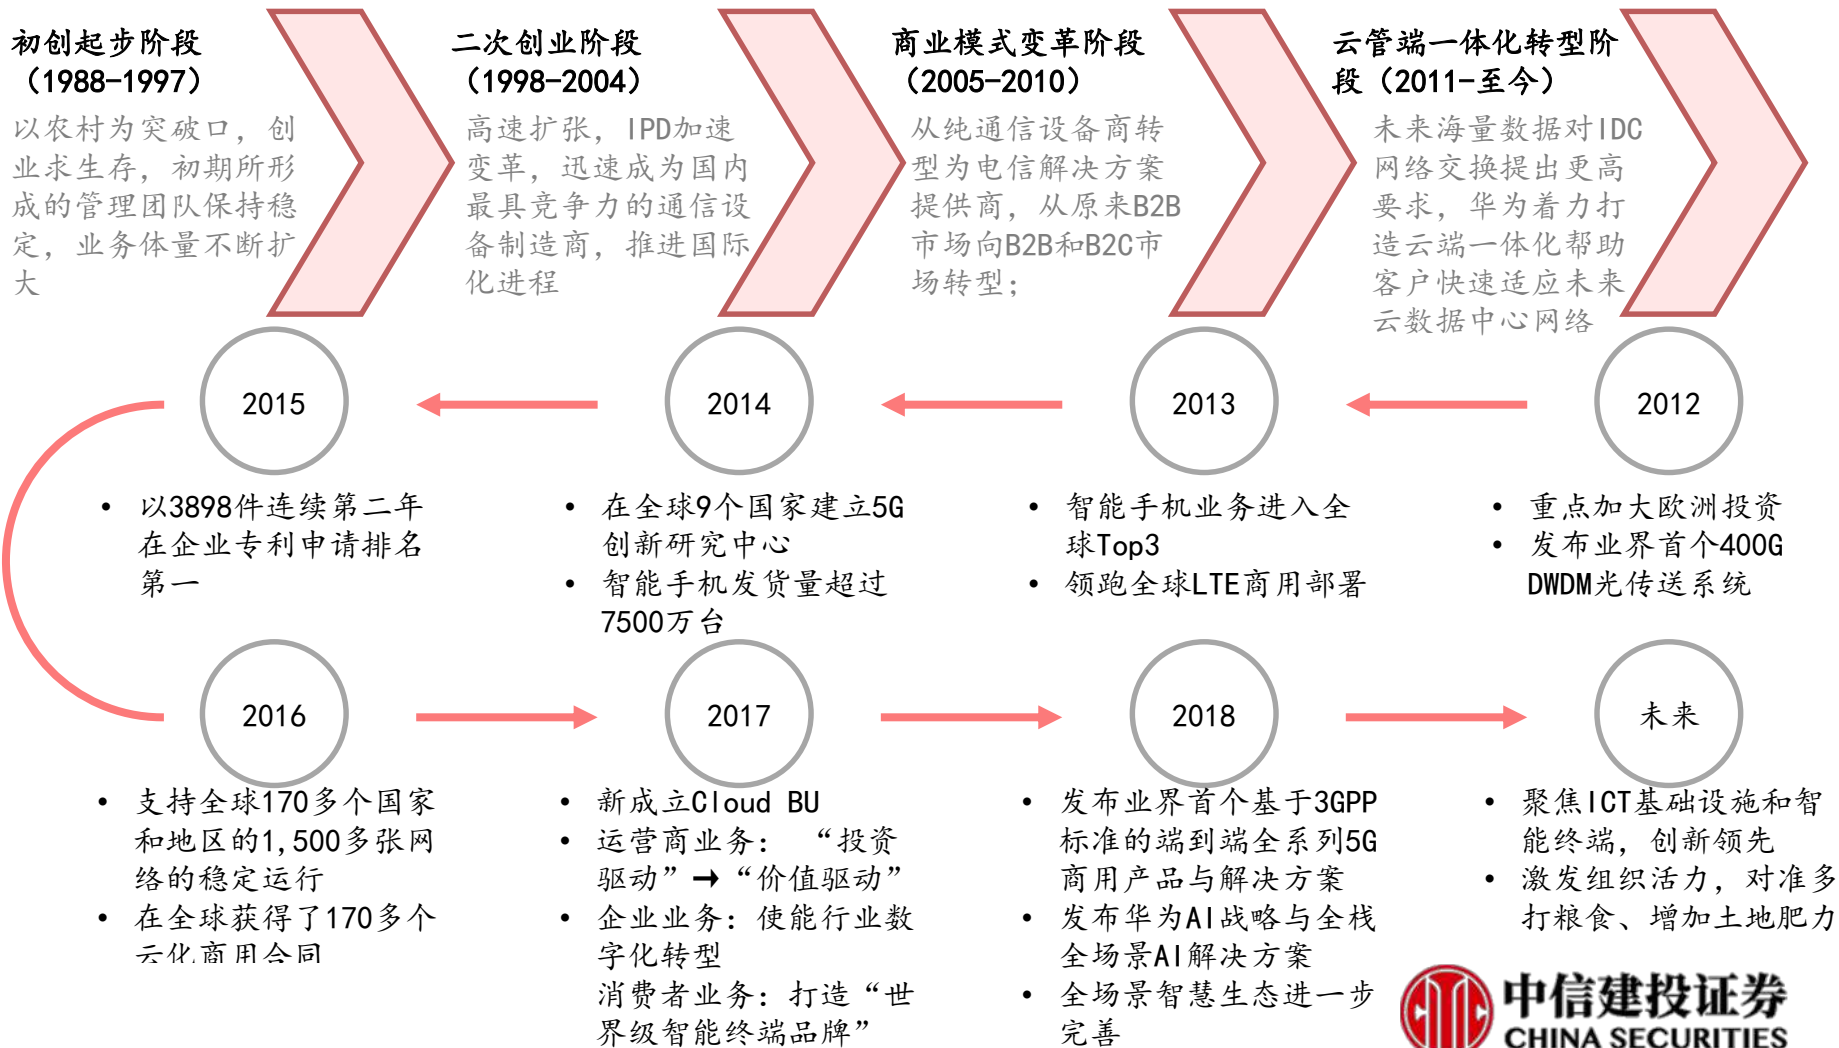 初创起步阶段
（1988-1997）
以农村为突破口，创
业求生存，初期所形
成的管理团队保持稳
定，业务体量不断扩
大
二次创业阶段
（1998-2004）
高速扩张，IPD加速
变革，迅速成为国内
最具竞争力的通信设
备制造商，推进国际
化进程
商业模式变革阶段
（2005-2010）
从纯通信设备商转
型为电信解决方案
提供商，从原来B2B
市场向B2B和B2C市
场转型；
云管端一体化转型阶
段（2011-至今）
未来海量数据对IDC
网络交换提出更高
要求，华为着力打
造云端一体化帮助
客户快速适应未来
云数据中心网络
2015
• 以3898件连续第二年
在企业专利申请排名
第一
2014
• 在全球9个国家建立5G
创新研究中心
• 智能手机发货量超过
7500万台
2013
• 智能手机业务进入全
球Top3
• 领跑全球LTE商用部署
2012
• 重点加大欧洲投资
• 发布业界首个400G
DWDM光传送系统
2016
• 支持全球170多个国家
和地区的1,500多张网
络的稳定运行
• 在全球获得了170多个
云化商用合同
2017
• 新成立Cloud BU
• 运营商业务： “投资
驱动”→“价值驱动”
• 企业业务：使能行业数
字化转型
消费者业务：打造“世
界级智能终端品牌”
2018
• 发布业界首个基于3GPP
标准的端到端全系列5G
商用产品与解决方案
• 发布华为AI战略与全栈
全场景AI解决方案
• 全场景智慧生态进一步
完善
未来
• 聚焦ICT基础设施和智
能终端，创新领先
• 激发组织活力，对准多
打粮食、增加土地肥力
中信建投证券
CHINA SECURITIES